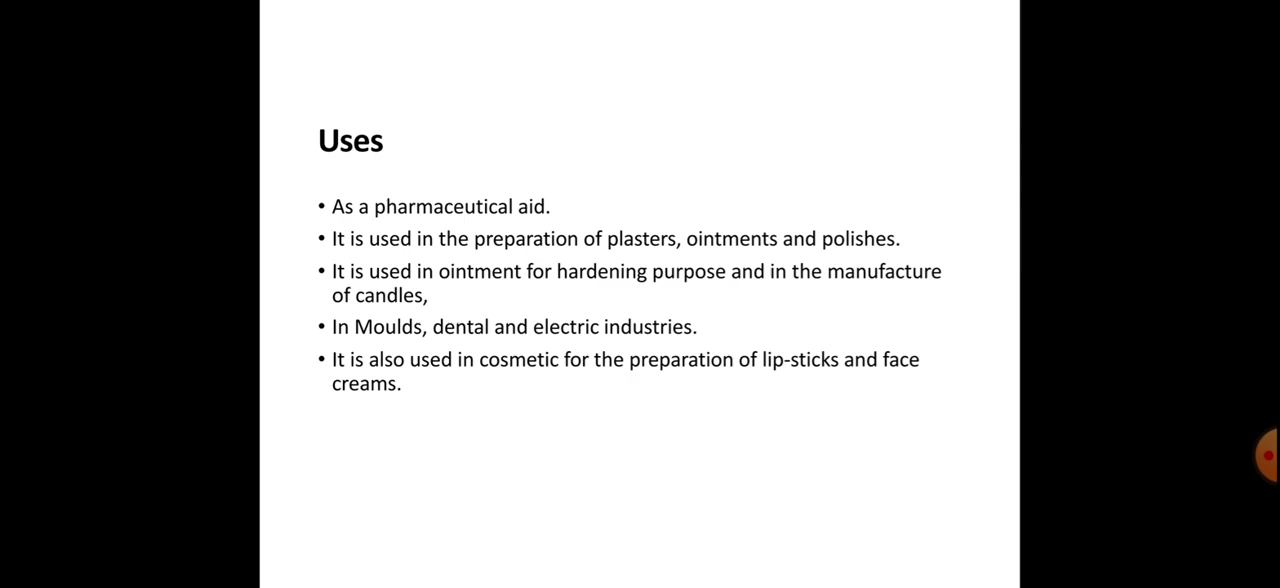 Uses
• As a pharmaceutical aid.
• It is used in the preparation of plasters, ointments and polishes.
• It is used in ointment for hardening purpose and in the manufacture
of candles,
• In Moulds, dental and electric industries.
• It is also used in cosmetic for the preparation of lip-sticks and face
creams.